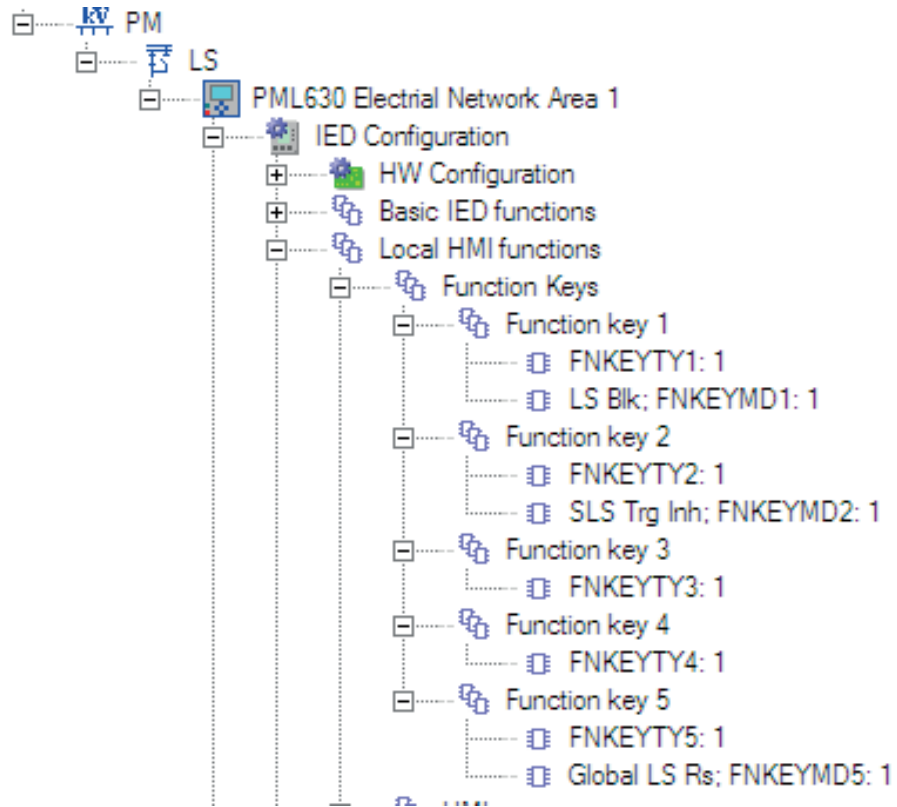 kV PM
LS
PML630 Electrial Network Area 1
IED Configuration
HW Configuration
Basic IED functions
Local HMI functions
Function Keys
Function key 1
FNKEYTY1: 1
LS Blk; FNKEYMD1: 1
Function key 2
FNKEYTY2: 1
SLS Trg Inh; FNKEYMD2: 1
Function key 3
FNKEYTY3: 1
Function key 4
FNKEYTY4: 1
Function key 5
FNKEYTY5: 1
Global LS Rs; FNKEYMD5: 1